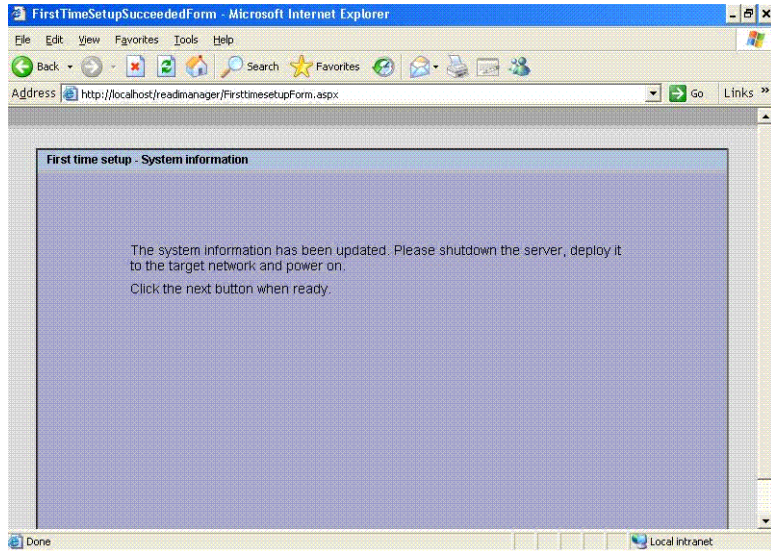 FirstTimeSetupSucceededForm - Microsoft Internet Explorer
File Edit View Favorites Tools Help
Back Search Favorites
Address http://localhost/readimanager/FirsttimesetupForm.aspx Go Links »
First time setup - System information
The system information has been updated. Please shutdown the server, deploy it
to the target network and power on.
Click the next button when ready.
Done Local intranet